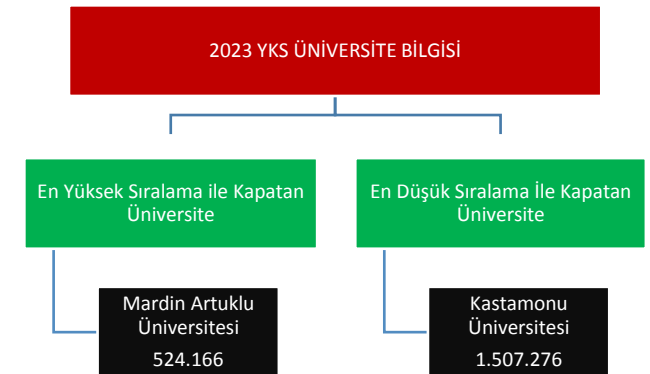 2023 YKS ÜNİVERSİTE BİLGİSİ
En Yüksek Sıralama ile Kapatan
Üniversite
Mardin Artuklu
Üniversitesi
524.166
En Düşük Sıralama İle Kapatan
Üniversite
Kastamonu
Üniversitesi
1.507.276